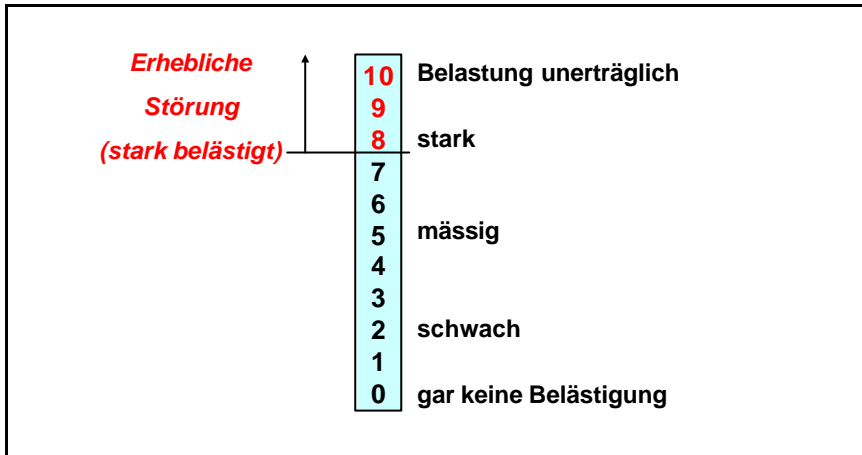 Erhebliche
Störung
(stark belästigt)
10 Belastung unerträglich
9
8 stark
7
6
5 mässig
4
3
2 schwach
1
0 gar keine Belästigung